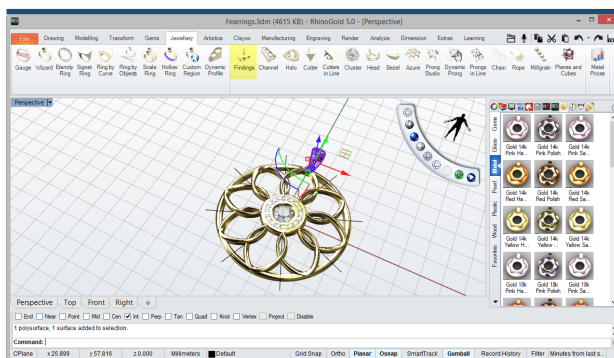 Fearrings.3dm (4615 KB) - RhinoGold 5.0 - [Perspective]
File Drawing Modelling Transform Gems Jewellery Artistics Clayoo Manufacturing Engraving Render Analyze Dimension Extras Learning
Gauge Wizard Eternity Ring Signet Ring Ring by Curve Ring by Objects Scale Ring Hollow Ring Custom Region Dynamic Profile Findings Channel Halo Cutter Cutters in Line Cluster Head Bezel Azure Prong Studio Dynamic Prong Prongs in Line Chain Rope Millgrain Planes and Cubes Metal Prices
Perspective
Gems
Glass
Metal
Pearl
Plastic
Wood
Favorites
Gold 14k Pink Ha... Gold 14k Pink Polish Gold 14k Pink Sa...
Gold 14k Red Ha... Gold 14k Red Polish Gold 14k Red Sa...
Gold 14k Yellow H... Gold 14k Yellow ... Gold 14k Yellow Sa...
Gold 18k Pink Ha... Gold 18k Pink Polish Gold 18k Pink Sa...
Perspective Top Front Right
End Near Point Mid Cen Int Perp Tan Quad Knot Vertex Project Disable
1 polysurface, 1 surface added to selection.
Command:
CPlane x 25.899 y 57.816 z 0.000 Millimeters Default Grid Snap Ortho Planar Osnap SmartTrack Gumball Record History Filter Minutes from last s...